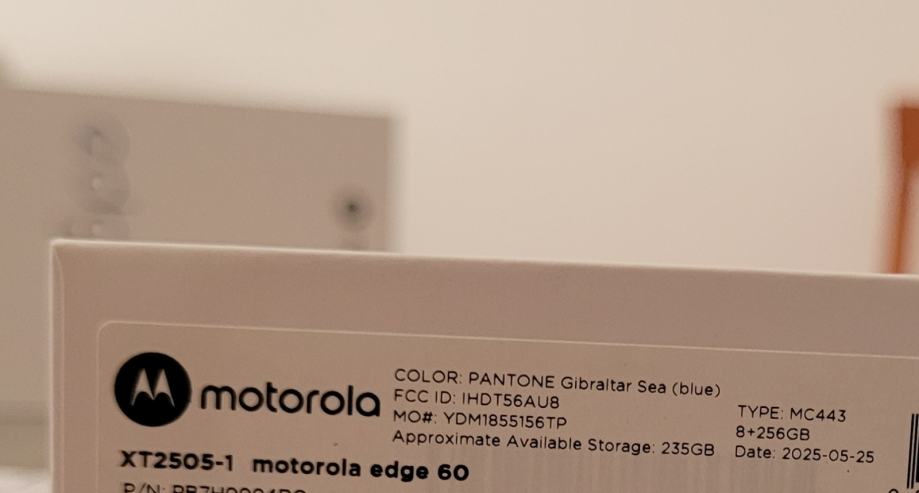 motorola
COLOR: PANTONE Gibraltar Sea (blue)
FCC ID: IHDT56AU8
MO#: YDM1855156TP
Approximate Available Storage: 235GB
TYPE: MC443
8+256GB
Date: 2025-05-25
XT2505-1 motorola edge 60
P/N: